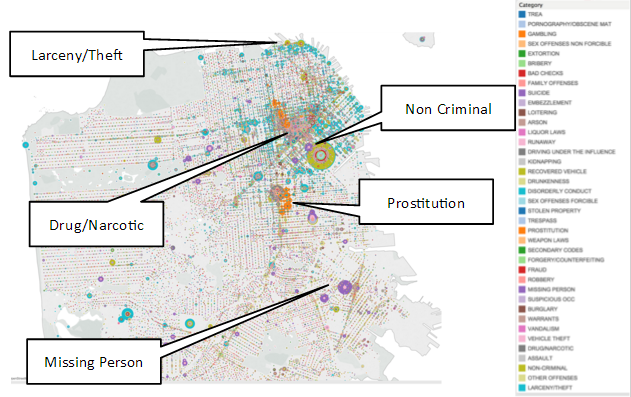 Larceny/Theft
Non Criminal
Drug/Narcotic
Prostitution
Missing Person
Category
TREA
PORNOGRAPHY/OBSCENE MAT
GAMBLING
SEX OFFENSES NON FORCIBLE
EXTORTION
BRIBERY
BAD CHECKS
FAMILY OFFENSES
SUICIDE
EMBEZZLEMENT
LOITERING
ARSON
LIQUOR LAWS
RUNAWAY
DRIVING UNDER THE INFLUENCE
KIDNAPPING
RECOVERED VEHICLE
DRUNKENNESS
DISORDERLY CONDUCT
SEX OFFENSES FORCIBLE
STOLEN PROPERTY
TRESPASS
PROSTITUTION
WEAPON LAWS
SECONDARY CODES
FORGERY/COUNTERFEITING
FRAUD
ROBBERY
MISSING PERSON
SUSPICIOUS OCC
BURGLARY
WARRANTS
VANDALISM
VEHICLE THEFT
DRUG/NARCOTIC
ASSAULT
NON-CRIMINAL
OTHER OFFENSES
LARCENY/THEFT